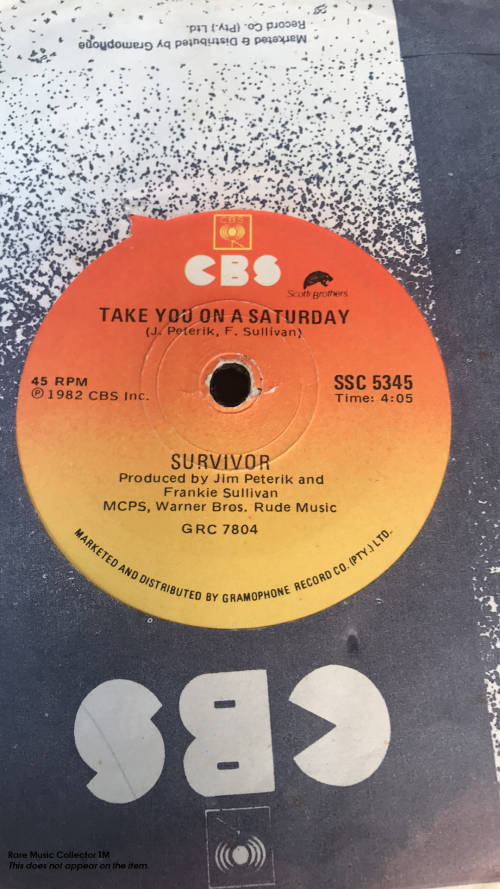 Marketed & Distributed by Gramophone
Record Co. (Pty.) Ltd.
CBS
CBS
Scotti Brothers
TAKE YOU ON A SATURDAY
(J. Peterik, F. Sullivan)
45 RPM
℗ 1982 CBS Inc.
SSC 5345
Time: 4:05
SURVIVOR
Produced by Jim Peterik and
Frankie Sullivan
MCPS, Warner Bros. Rude Music
GRC 7804
MARKETED AND DISTRIBUTED BY GRAMOPHONE RECORD CO. (PTY.) LTD.
CBS
Rare Music Collector TM
This does not appear on the item.